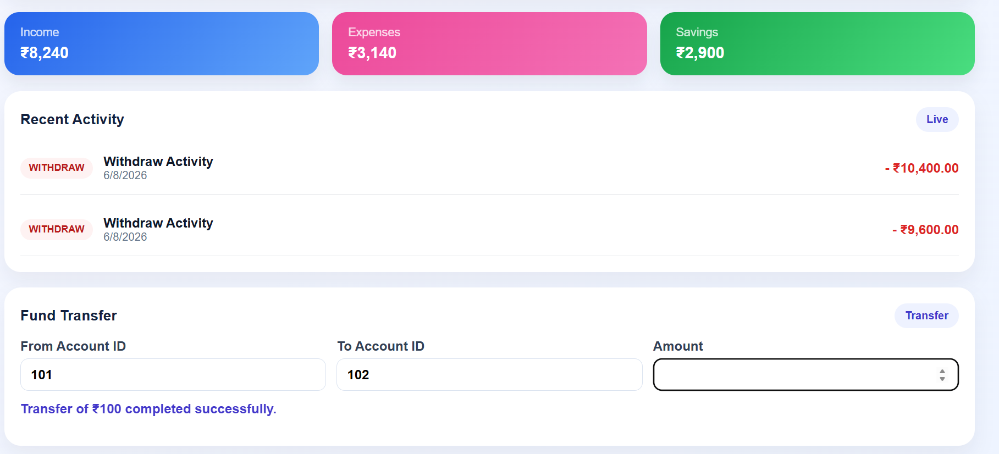 Income
₹8,240
Expenses
₹3,140
Savings
₹2,900
Recent Activity
Live
WITHDRAW
Withdraw Activity
6/8/2026
- ₹10,400.00
WITHDRAW
Withdraw Activity
6/8/2026
- ₹9,600.00
Fund Transfer
Transfer
From Account ID
To Account ID
Amount
101
102
Transfer of ₹100 completed successfully.